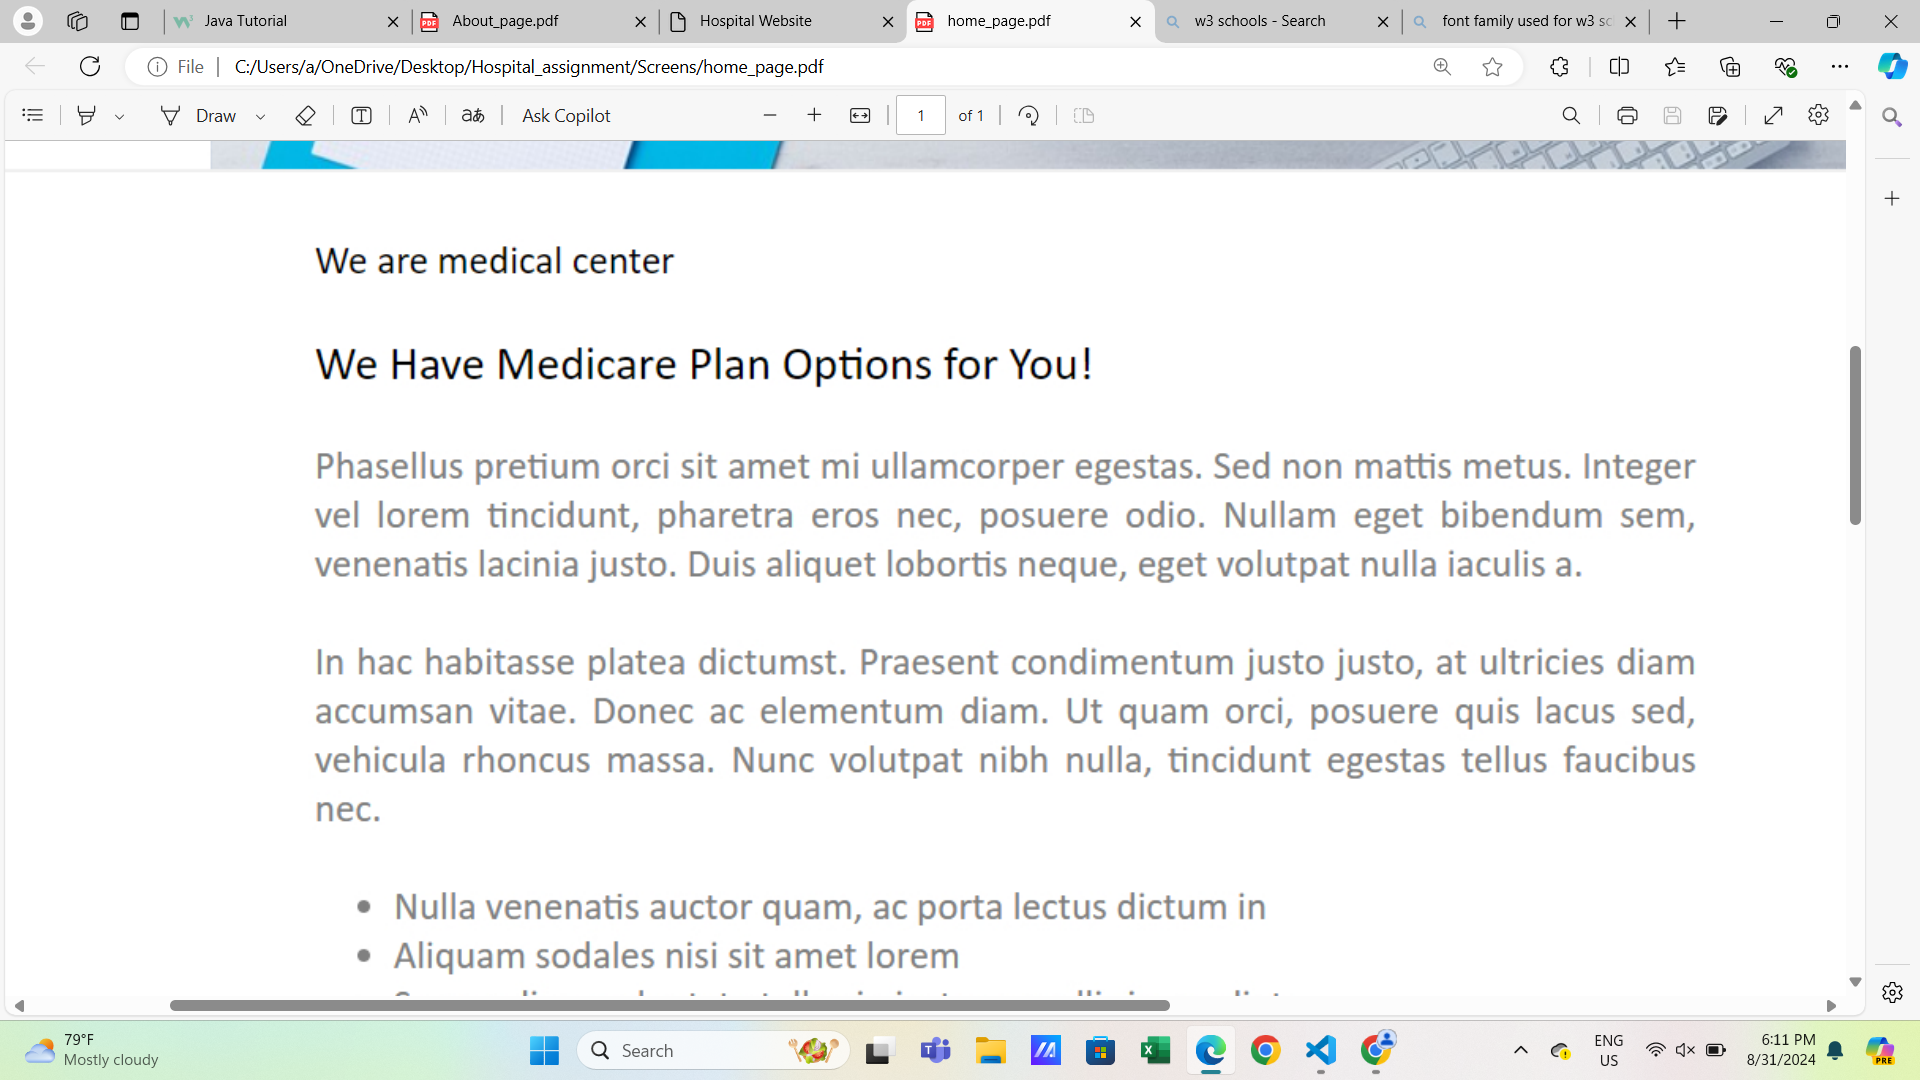 Java Tutorial
About_page.pdf
Hospital Website
home_page.pdf
w3 schools - Search
font family used for w3 sc
File
C:/Users/a/OneDrive/Desktop/Hospital_assignment/Screens/home_page.pdf
Draw
aあ
Ask Copilot
1
of 1
We are medical center
We Have Medicare Plan Options for You!
Phasellus pretium orci sit amet mi ullamcorper egestas. Sed non mattis metus. Integer
vel lorem tincidunt, pharetra eros nec, posuere odio. Nullam eget bibendum sem,
venenatis lacinia justo. Duis aliquet lobortis neque, eget volutpat nulla iaculis a.
In hac habitasse platea dictumst. Praesent condimentum justo justo, at ultricies diam
accumsan vitae. Donec ac elementum diam. Ut quam orci, posuere quis lacus sed,
vehicula rhoncus massa. Nunc volutpat nibh nulla, tincidunt egestas tellus faucibus
nec.
• Nulla venenatis auctor quam, ac porta lectus dictum in
• Aliquam sodales nisi sit amet lorem
79°F
Mostly cloudy
Search
ENG
US
6:11 PM
8/31/2024
PRE